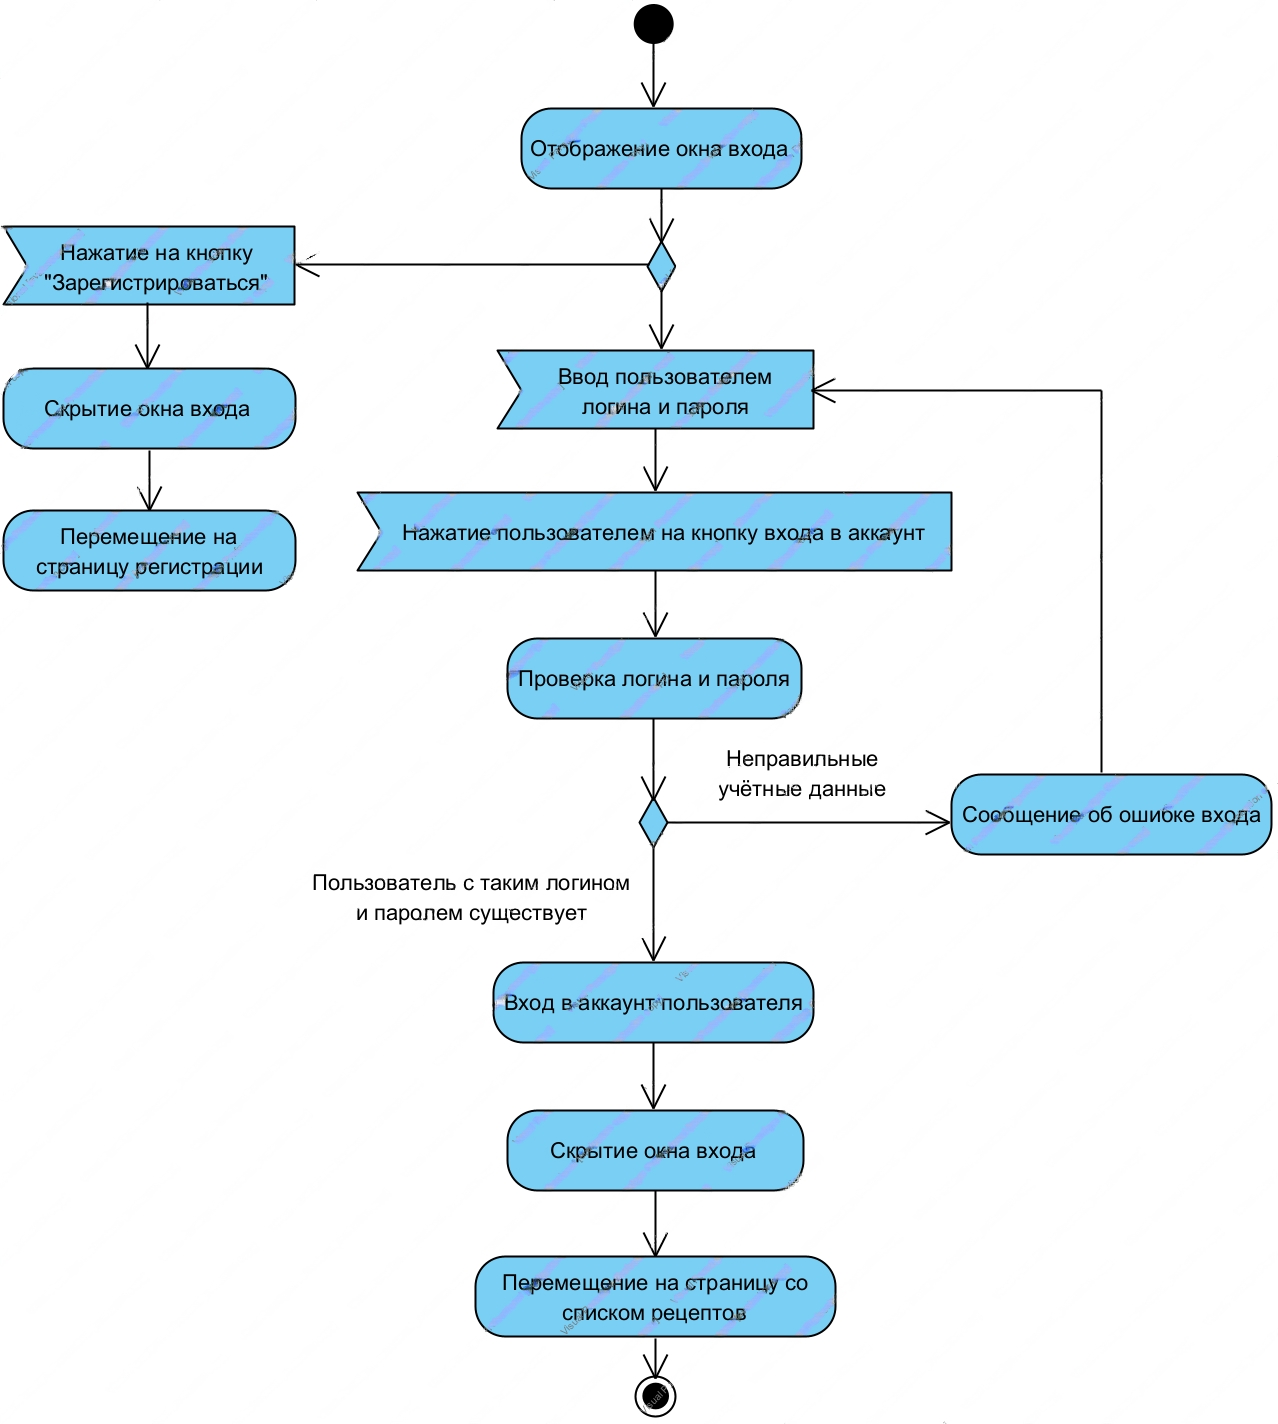 Отображение окна входа
Нажатие на кнопку
"Зарегистрироваться"
Скрытие окна входа
Перемещение на
страницу регистрации
Ввод пользователем
логина и пароля
Нажатие пользователем на кнопку входа в аккаунт
Проверка логина и пароля
Неправильные
учётные данные
Сообщение об ошибке входа
Пользователь с таким логином
и паролем существует
Вход в аккаунт пользователя
Скрытие окна входа
Перемещение на страницу со
списком рецептов